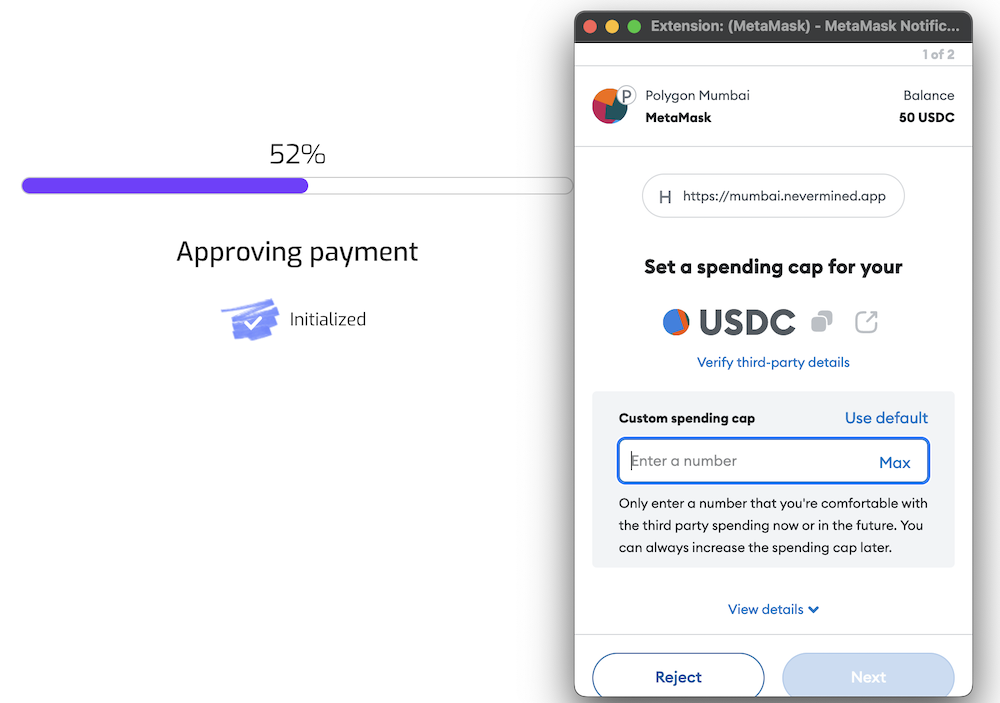 52%
Approving payment
Initialized
Extension: (MetaMask) - MetaMask Notific...
1 of 2
P
Polygon Mumbai
Balance
MetaMask
50 USDC
H https://mumbai.nevermined.app
Set a spending cap for your
USDC
Verify third-party details
Custom spending cap
Use default
Enter a number
Max
Only enter a number that you're comfortable with
the third party spending now or in the future. You
can always increase the spending cap later.
View details
Reject
Next